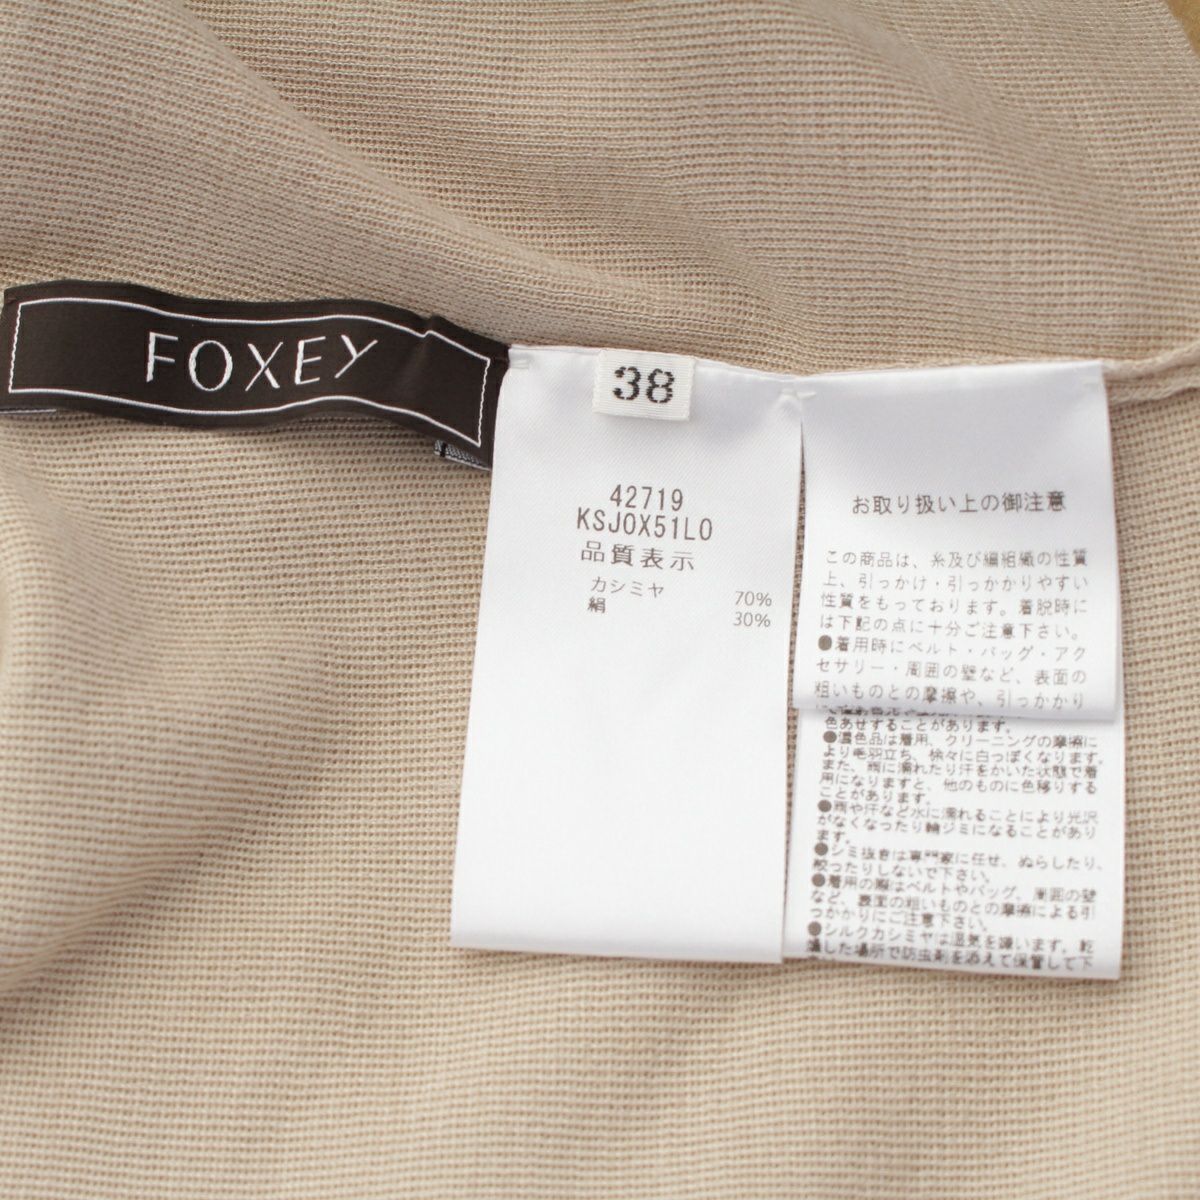 FOXEY
38
42719
KSJ0X51L0
品質表示
カシミヤ 70%
絹 30%
お取り扱い上の御注意
この商品は、糸及び編組織の性質
上、引っかけ・引っかかりやすい
性質をもっております。着脱時に
は下記の点に十分ご注意下さい。
●着用時にベルト・バッグ・アク
セサリー・周囲の壁など、表面の
粗いものとの摩擦や、引っかかり
色あせすることがあります。
●濃色品は着用、クリーニングの摩擦に
より毛羽立ち、徐々に白っぽくなります。
また、雨に濡れたり汗をかいた状態で着
用になりますと、他のものに色移りする
ことがあります。
●雨や汗など水に濡れることにより光沢
がなくなったり輪ジミになることがあり
ます。
●シミ抜きは専門家に任せ、ぬらしたり、
絞ったりしないで下さい。
●着用の際はベルトやバッグ、周囲の壁
など、表面の粗いものとの摩擦による引
っかかりにご注意下さい。
●シルクカシミヤは湿気を嫌います。乾
燥した場所で防虫剤を添えて保管して下